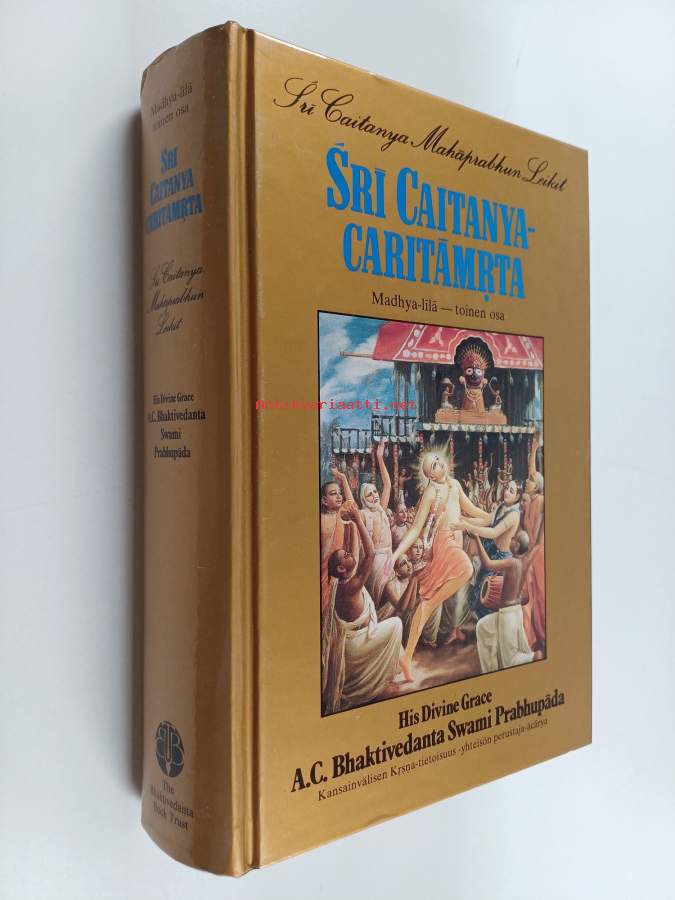 Madhya-līlā
toinen osa
ŚRĪ
CAITANYA
CARITĀMṚTA
Śrī Caitanya
Mahāprabhun
Leikit
His Divine Grace
A.C. Bhaktivedanta
Swami
Prabhupāda
The
Bhaktivedanta
Book Trust
Śrī Caitanya Mahāprabhun Leikit
ŚRĪ CAITANYA-
CARITĀMṚTA
Madhya-līlā — toinen osa
antikvariaatti.net
His Divine Grace
A.C. Bhaktivedanta Swami Prabhupāda
Kansainvälisen Kṛṣṇa-tietoisuus -yhteisön perustaja-ācārya